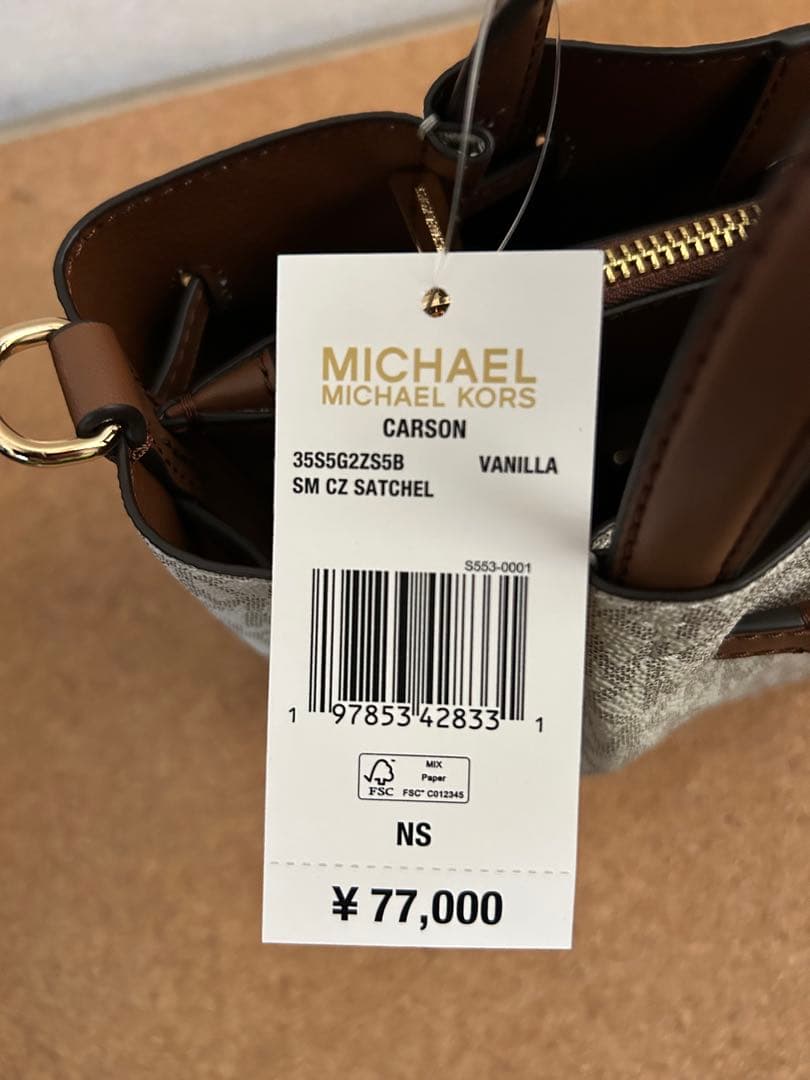 MICHAEL
MICHAEL KORS
CARSON
35S5G2ZS5B VANILLA
SM CZ SATCHEL
S553-0001
1 97853 42833 1
FSC
MIX
Paper
FSC™ C012345
NS
¥ 77,000